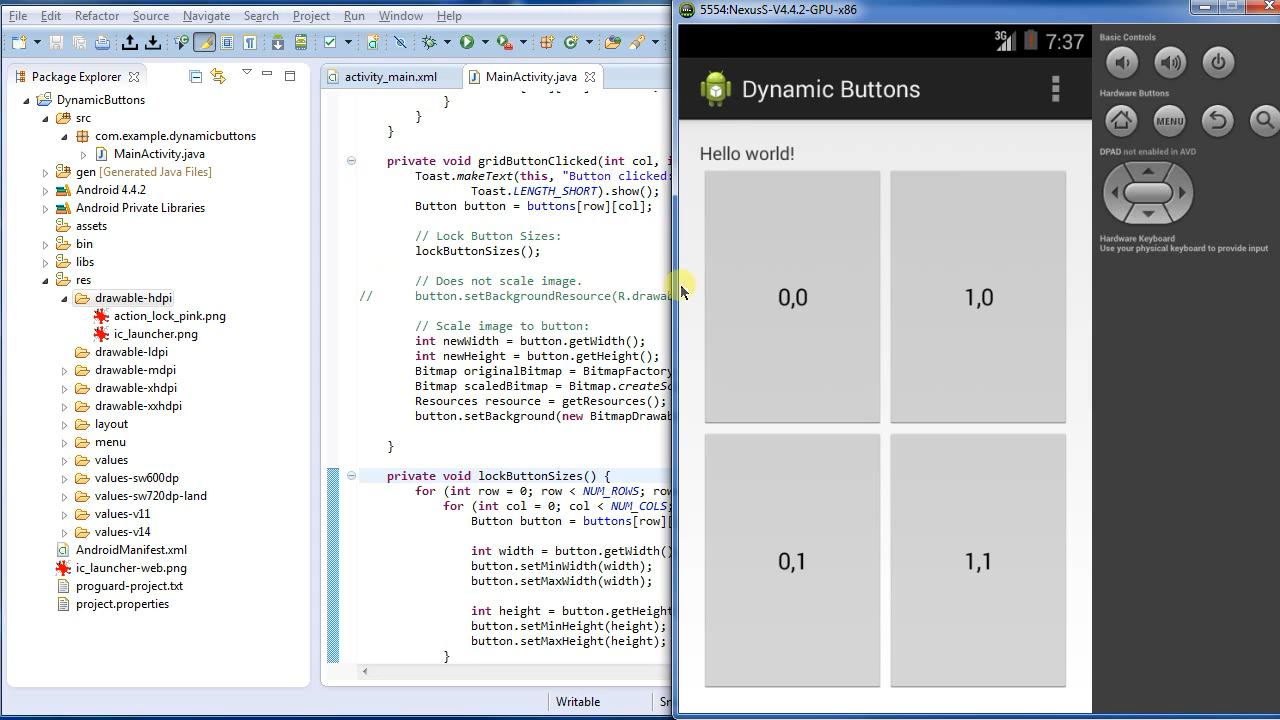 File Edit Refactor Source Navigate Search Project Run Window Help
Package Explorer
DynamicButtons
src
com.example.dynamicbuttons
MainActivity.java
gen [Generated Java Files]
Android 4.4.2
Android Private Libraries
assets
bin
libs
res
drawable-hdpi
action_lock_pink.png
ic_launcher.png
drawable-ldpi
drawable-mdpi
drawable-xhdpi
drawable-xxhdpi
layout
menu
values
values-sw600dp
values-sw720dp-land
values-v11
values-v14
AndroidManifest.xml
ic_launcher-web.png
proguard-project.txt
project.properties
activity_main.xml
MainActivity.java
}
}
}
private void gridButtonClicked(int col,
Toast.makeText(this, "Button clicked:
Toast.LENGTH_SHORT).show();
Button button = buttons[row][col];
// Lock Button Sizes:
lockButtonSizes();
// Does not scale image.
// button.setBackgroundResource(R.drawa
// Scale image to button:
int newWidth = button.getWidth();
int newHeight = button.getHeight();
Bitmap originalBitmap = BitmapFactory
Bitmap scaledBitmap = Bitmap.createSc
Resources resource = getResources();
button.setBackground(new BitmapDrawab
}
private void lockButtonSizes() {
for (int row = 0; row < NUM_ROWS; row
for (int col = 0; col < NUM_COLS;
Button button = buttons[row][
int width = button.getWidth()
button.setMinWidth(width);
button.setMaxWidth(width);
int height = button.getHeight
button.setMinHeight(height);
button.setMaxHeight(height);
}
Writable
5554:NexusS-V4.4.2-GPU-x86
3G
7:37
Dynamic Buttons
Hello world!
0,0
1,0
0,1
1,1
Basic Controls
Hardware Buttons
MENU
DPAD not enabled in AVD
Hardware Keyboard
Use your physical keyboard to provide input